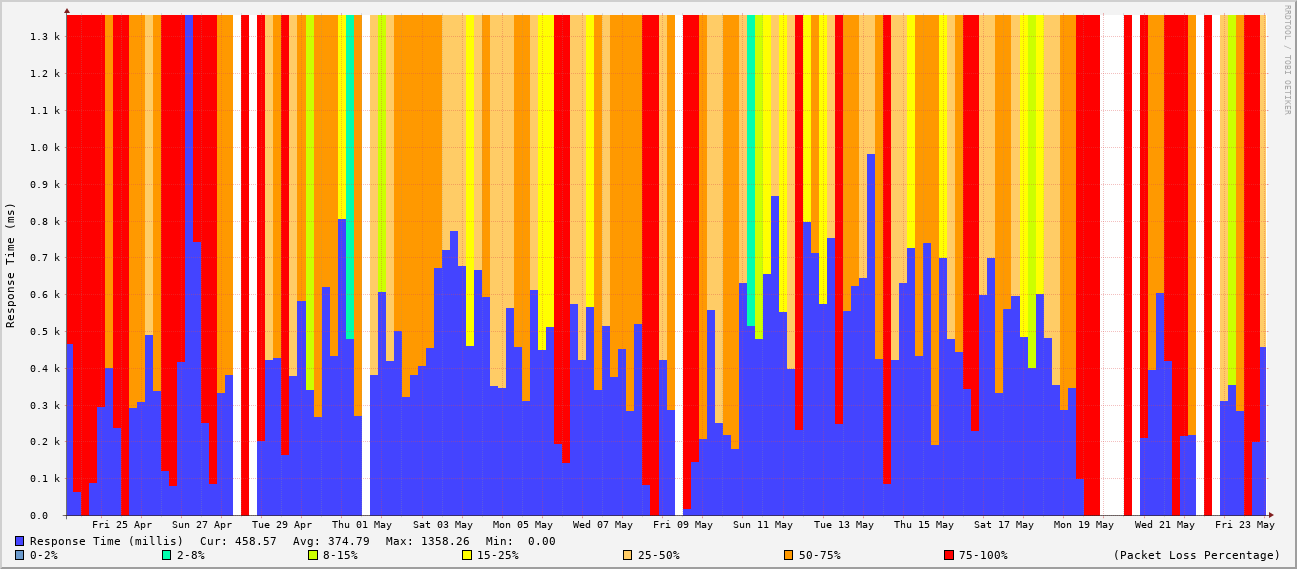 RRDTOOL / TOBI OETIKER
Response Time (ms)
1.3 k
1.2 k
1.1 k
1.0 k
0.9 k
0.8 k
0.7 k
0.6 k
0.5 k
0.4 k
0.3 k
0.2 k
0.1 k
0.0
Fri 25 Apr Sun 27 Apr Tue 29 Apr Thu 01 May Sat 03 May Mon 05 May Wed 07 May Fri 09 May Sun 11 May Tue 13 May Thu 15 May Sat 17 May Mon 19 May Wed 21 May Fri 23 May
Response Time (millis) Cur: 458.57 Avg: 374.79 Max: 1358.26 Min: 0.00
0-2% 2-8% 8-15% 15-25% 25-50% 50-75% 75-100% (Packet Loss Percentage)